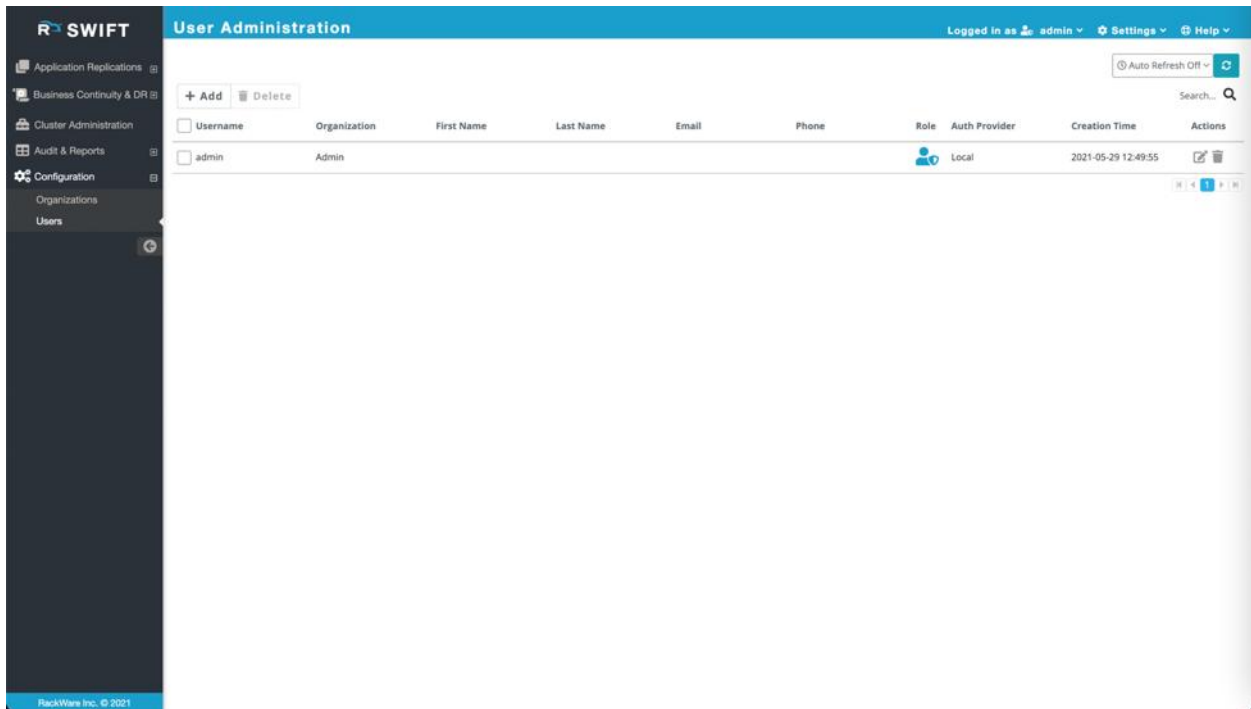 R SWIFT
User Administration
Logged in as admin Settings Help
Application Replications
Business Continuity & DR
Cluster Administration
Audit & Reports
Configuration
Organizations
Users
Auto Refresh Off
+ Add Delete
Search...
Username Organization First Name Last Name Email Phone Role Auth Provider Creation Time Actions
admin Admin Local 2021-05-29 12:49:55
1
RackWare Inc. © 2021